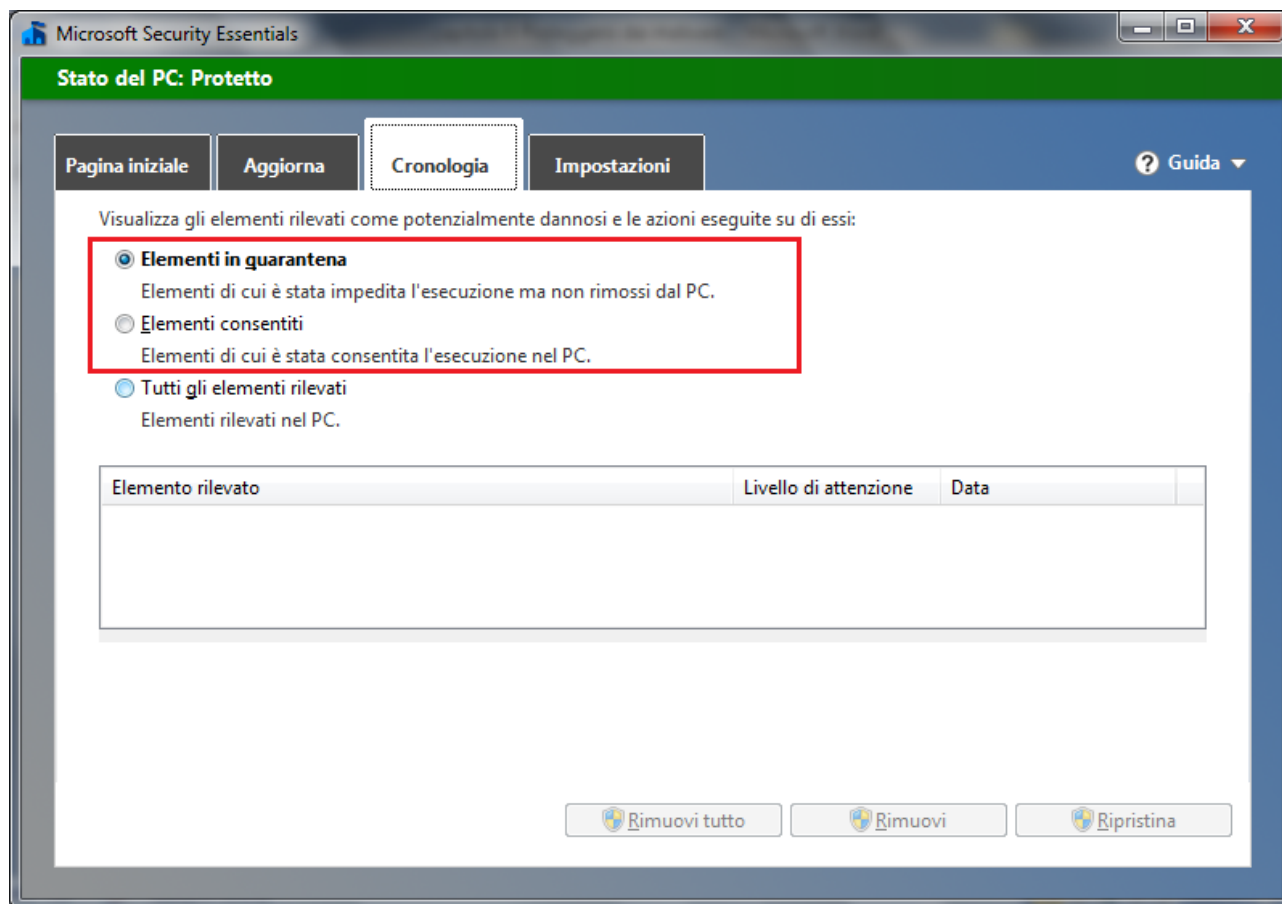 Microsoft Security Essentials
Stato del PC: Protetto
Pagina iniziale
Aggiorna
Cronologia
Impostazioni
Guida
Visualizza gli elementi rilevati come potenzialmente dannosi e le azioni eseguite su di essi:
Elementi in quarantena
Elementi di cui è stata impedita l'esecuzione ma non rimossi dal PC.
Elementi consentiti
Elementi di cui è stata consentita l'esecuzione nel PC.
Tutti gli elementi rilevati
Elementi rilevati nel PC.
Elemento rilevato
Livello di attenzione
Data
Rimuovi tutto
Rimuovi
Ripristina